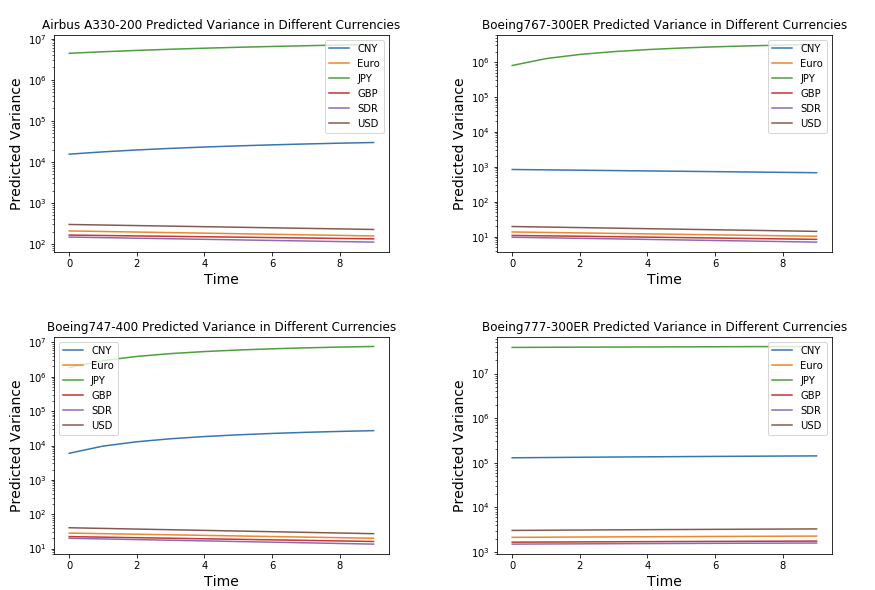 Airbus A330-200 Predicted Variance in Different Currencies
10^7
10^6
10^5
10^4
10^3
10^2
Predicted Variance
CNY
Euro
JPY
GBP
SDR
USD
0 2 4 6 8
Time
Boeing767-300ER Predicted Variance in Different Currencies
10^6
10^5
10^4
10^3
10^2
10^1
Predicted Variance
CNY
Euro
JPY
GBP
SDR
USD
0 2 4 6 8
Time
Boeing747-400 Predicted Variance in Different Currencies
10^7
10^6
10^5
10^4
10^3
10^2
10^1
Predicted Variance
CNY
Euro
JPY
GBP
SDR
USD
0 2 4 6 8
Time
Boeing777-300ER Predicted Variance in Different Currencies
10^7
10^6
10^5
10^4
10^3
Predicted Variance
CNY
Euro
JPY
GBP
SDR
USD
0 2 4 6 8
Time